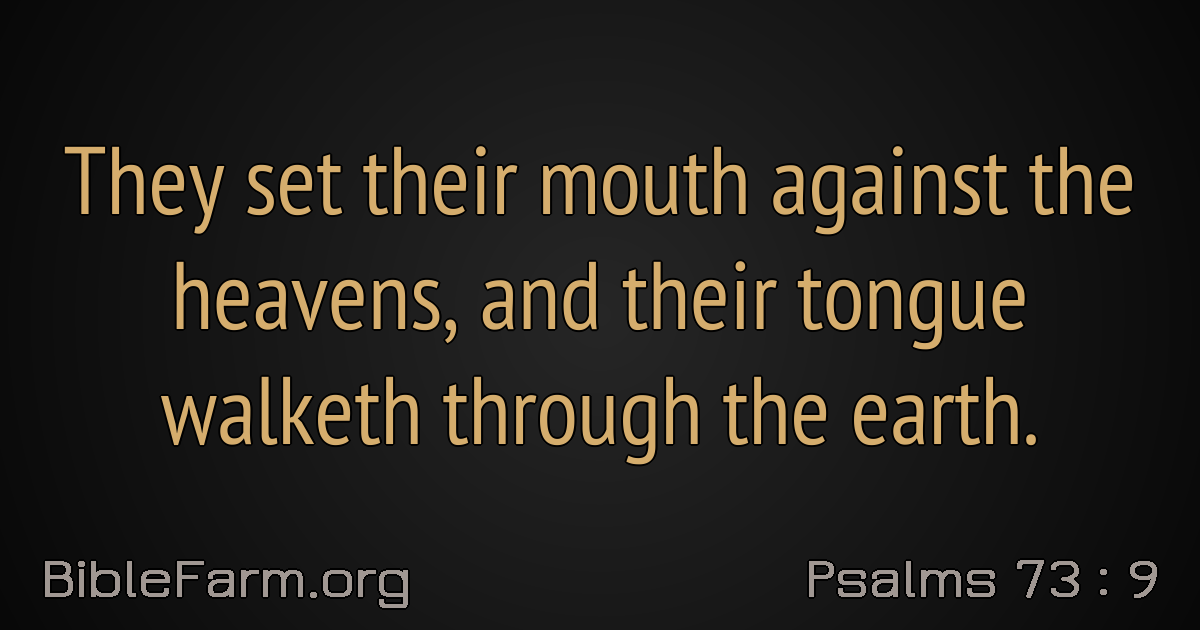 They set their mouth against the
heavens, and their tongue
walketh through the earth.
BibleFarm.org
Psalms 73 : 9